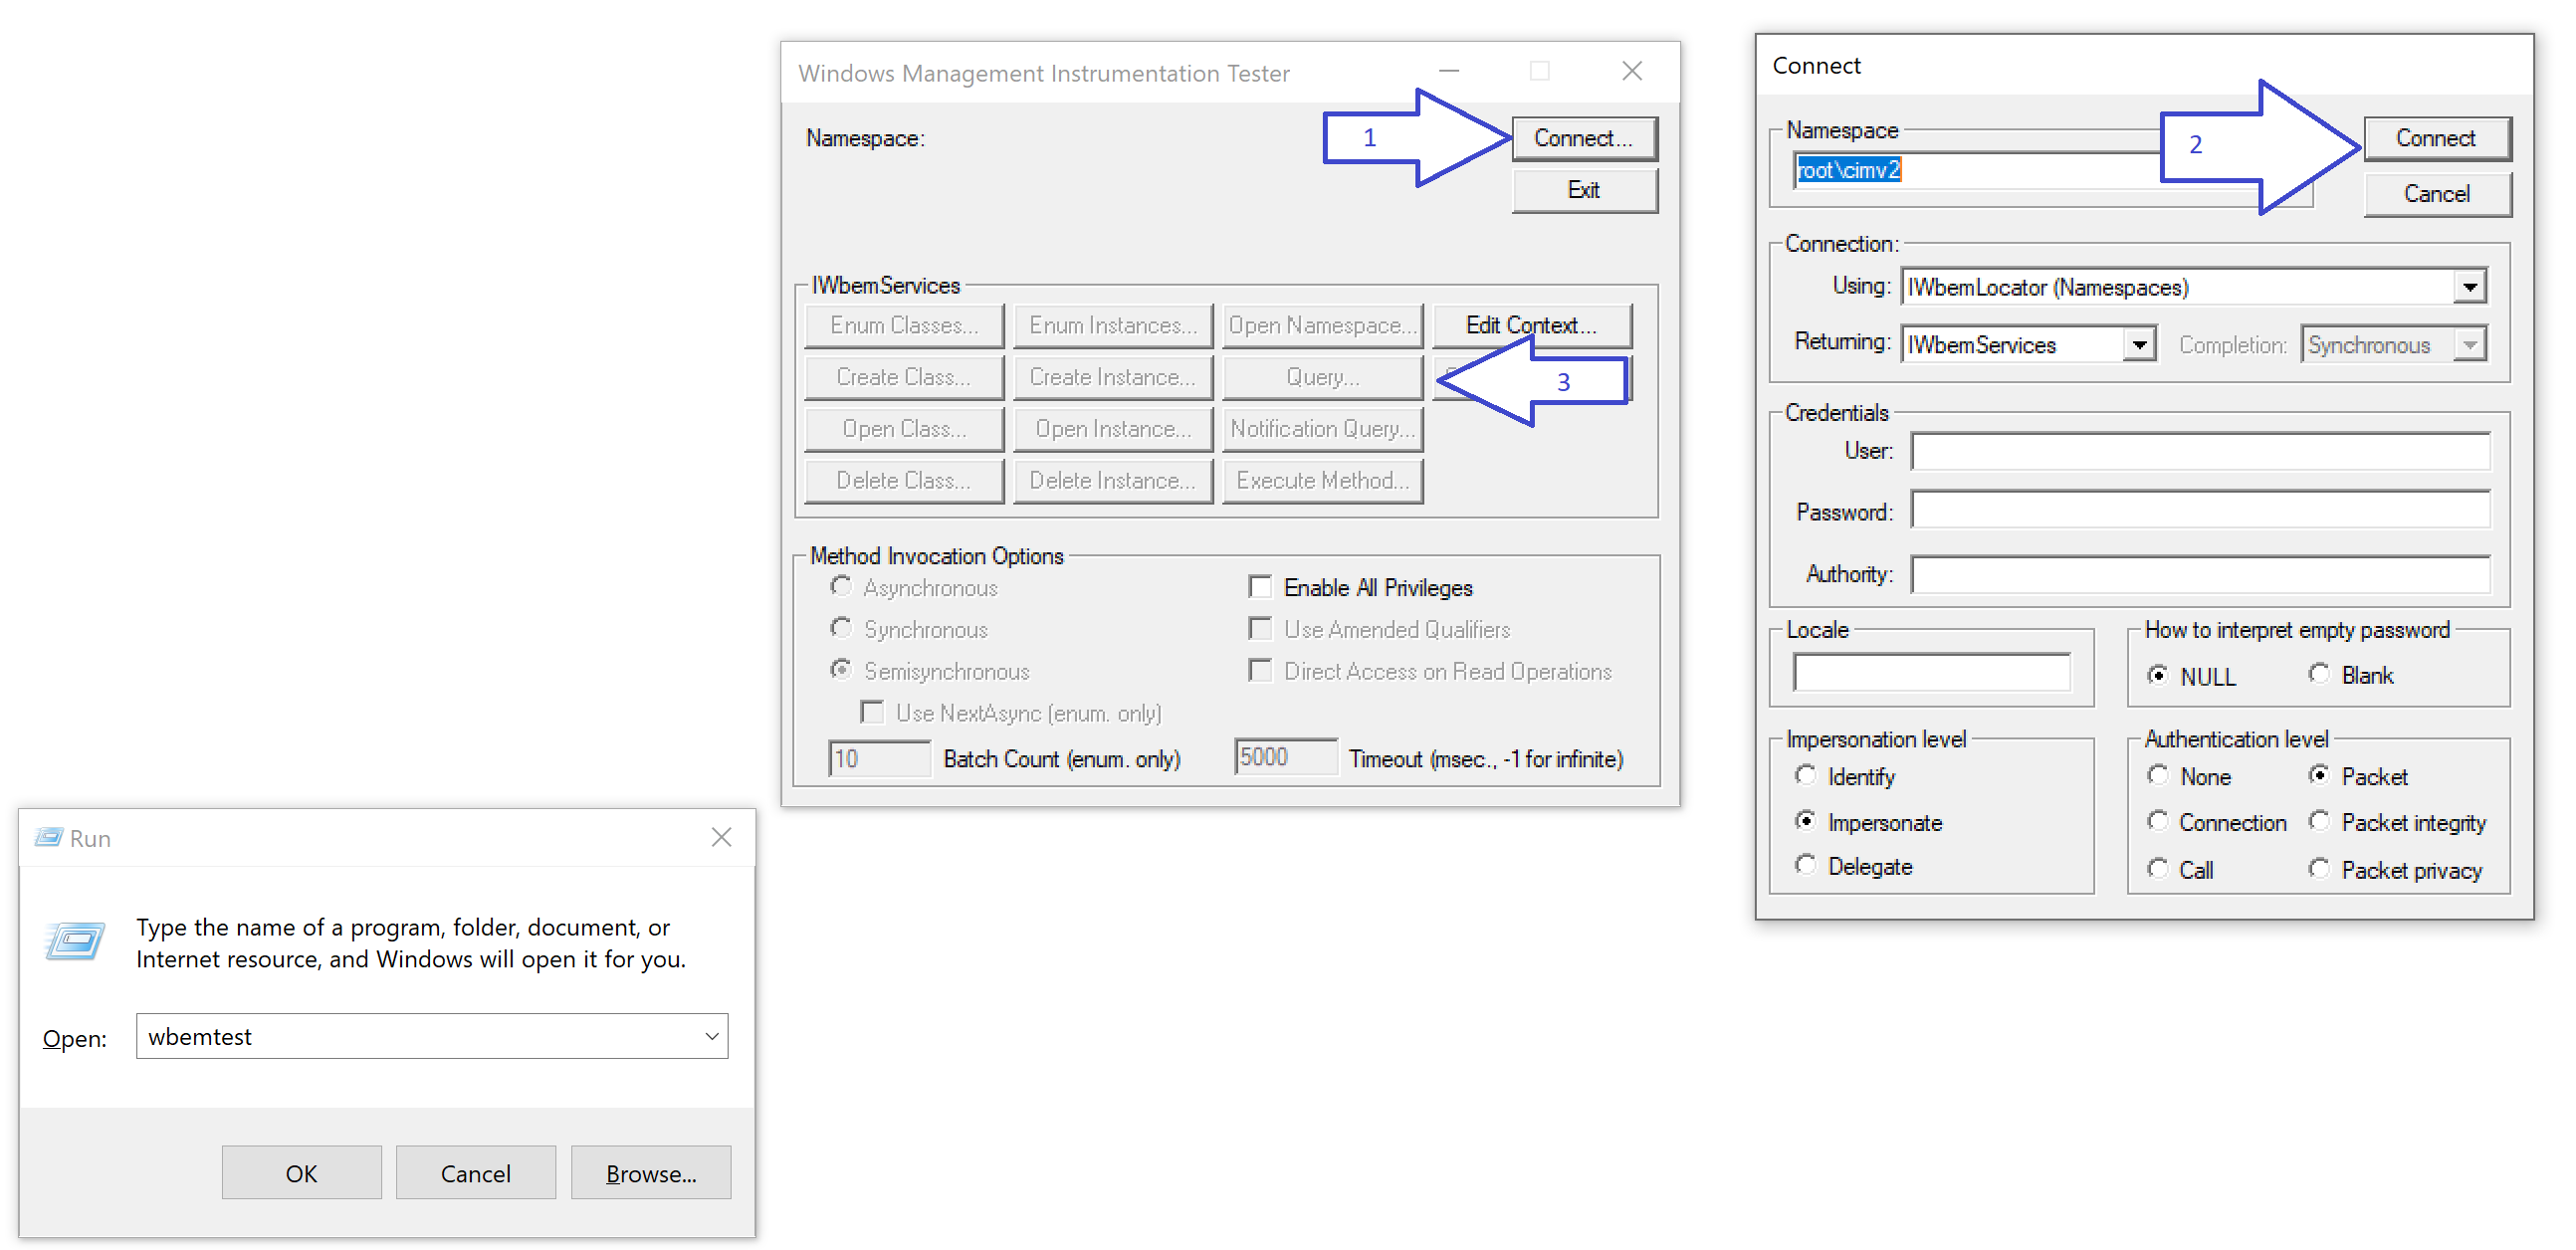 Windows Management Instrumentation Tester
Namespace:
1
Connect...
Exit
IWbemServices
Enum Classes... Enum Instances... Open Namespace... Edit Context...
Create Class... Create Instance... Query... 3
Open Class... Open Instance... Notification Query...
Delete Class... Delete Instance... Execute Method...
Method Invocation Options
Asynchronous Enable All Privileges
Synchronous Use Amended Qualifiers
Semisynchronous Direct Access on Read Operations
Use NextAsync (enum. only)
10 Batch Count (enum. only) 5000 Timeout (msec., -1 for infinite)
Connect
Namespace
root\cimv2
2
Connect
Cancel
Connection:
Using: IWbemLocator (Namespaces)
Returning: IWbemServices Completion: Synchronous
Credentials
User:
Password:
Authority:
Locale
How to interpret empty password
NULL Blank
Impersonation level
Identify
Impersonate
Delegate
Authentication level
None Packet
Connection Packet integrity
Call Packet privacy
Run
Type the name of a program, folder, document, or
Internet resource, and Windows will open it for you.
Open: wbemtest
OK Cancel Browse...